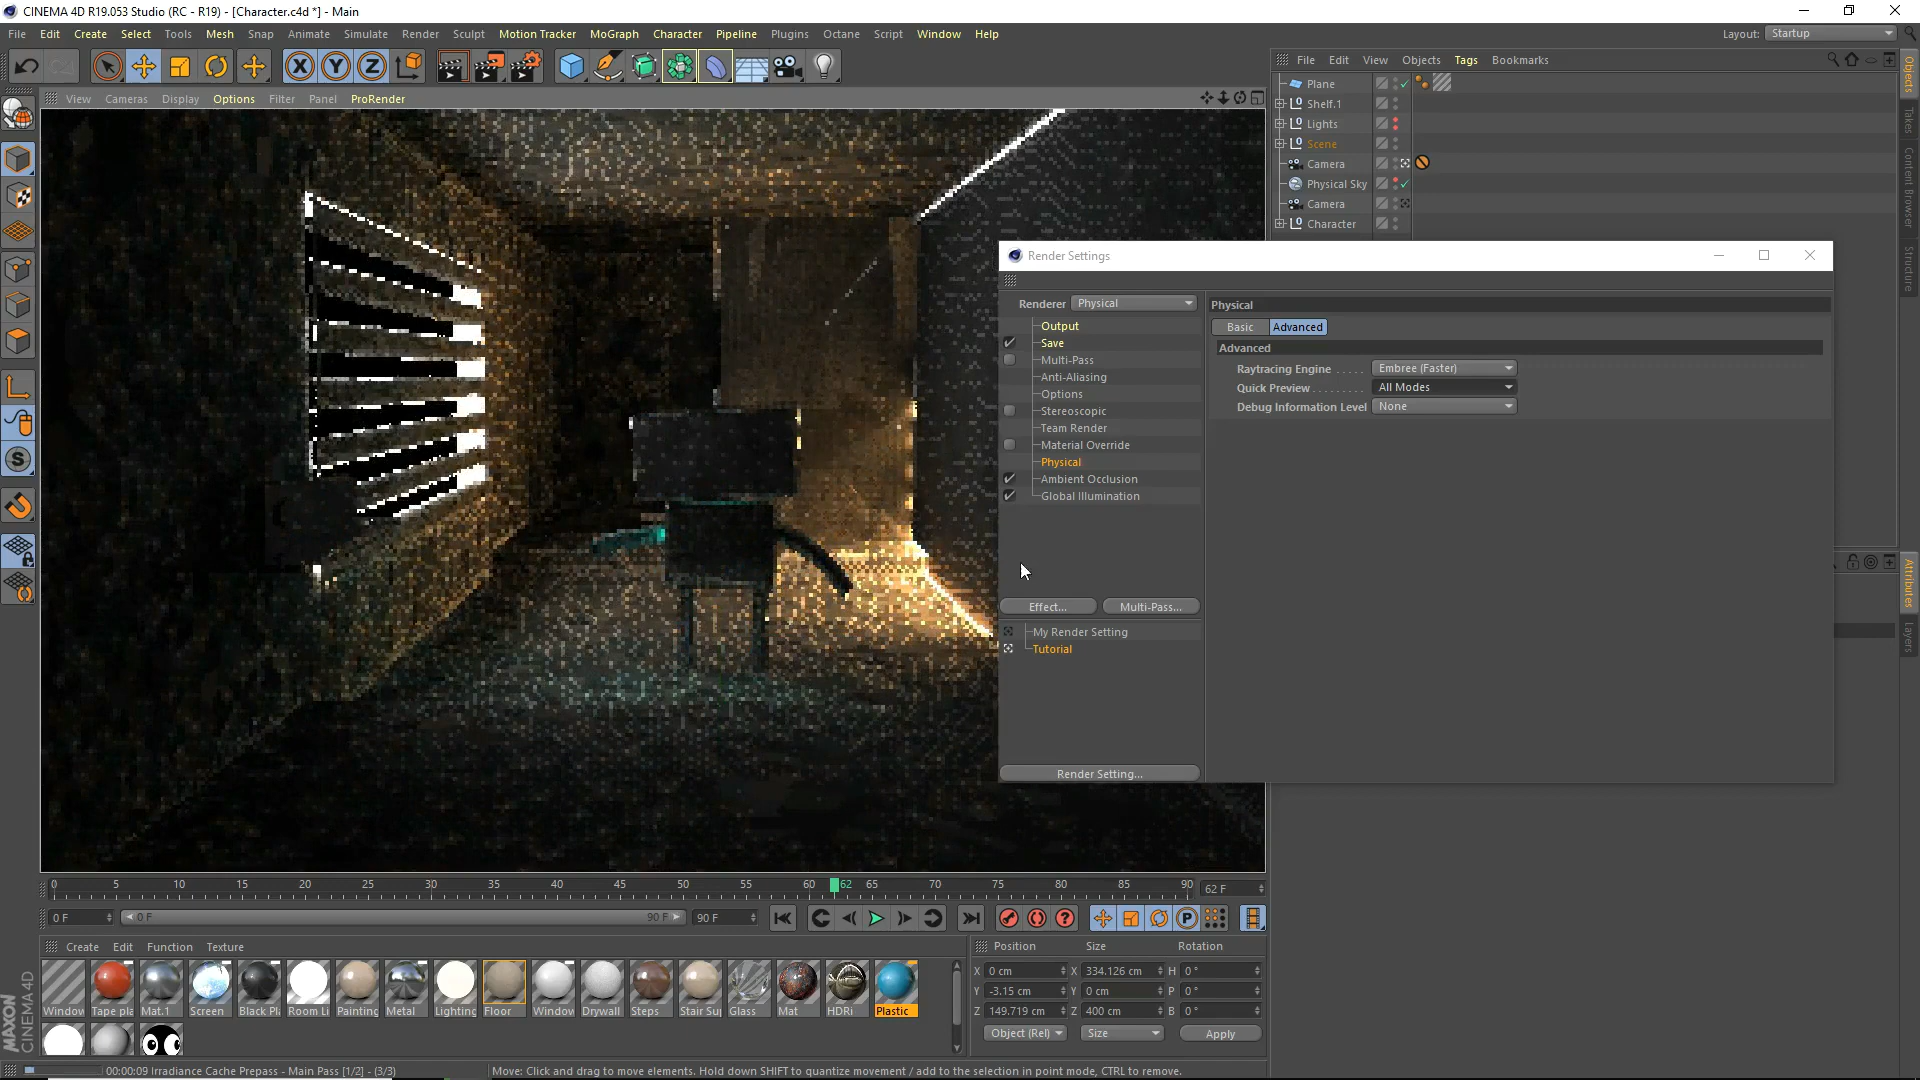 CINEMA 4D R19.053 Studio (RC - R19) - [Character.c4d *] - Main
File Edit Create Select Tools Mesh Snap Animate Simulate Render Sculpt Motion Tracker MoGraph Character Pipeline Plugins Octane Script Window Help
Layout: Startup
View Cameras Display Options Filter Panel ProRender
File Edit View Objects Tags Bookmarks
Plane
Shelf.1
Lights
Scene
Camera
Physical Sky
Camera
Character
Objects
Takes
Content Browser
Structure
Attributes
Layers
Render Settings
Renderer Physical
Output
Save
Multi-Pass
Anti-Aliasing
Options
Stereoscopic
Team Render
Material Override
Physical
Ambient Occlusion
Global Illumination
Effect... Multi-Pass...
My Render Setting
Tutorial
Render Setting...
Physical
Basic Advanced
Advanced
Raytracing Engine ..... Embree (Faster)
Quick Preview ........ All Modes
Debug Information Level None
0 5 10 15 20 25 30 35 40 45 50 55 60 62 65 70 75 80 85 90 62 F
0 F 0 F 90 F 90 F
Create Edit Function Texture
Window Tape pla Mat.1 Screen Black Pl Room Li Painting Metal Lighting Floor Window Drywall Steps Stair Sup Glass Mat HDRi Plastic
Position Size Rotation
X 0 cm X 334.126 cm H 0 °
Y -3.15 cm Y 0 cm P 0 °
Z 149.719 cm Z 400 cm B 0 °
Object (Rel) Size Apply
MAXON
CINEMA 4D
00:00:09 Irradiance Cache Prepass - Main Pass [1/2] - (3/3)
Move: Click and drag to move elements. Hold down SHIFT to quantize movement / add to the selection in point mode, CTRL to remove.